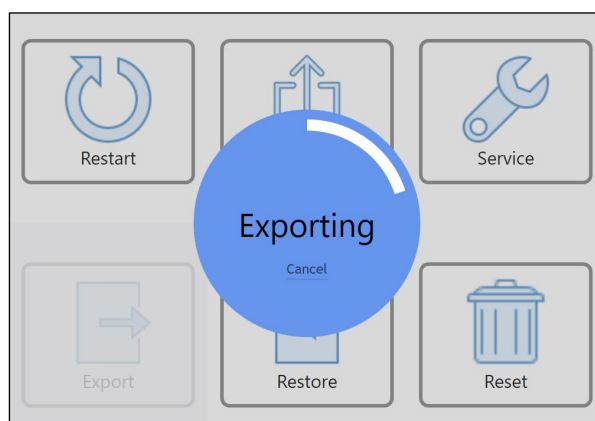 Restart
Service
Exporting
Cancel
Export
Restore
Reset